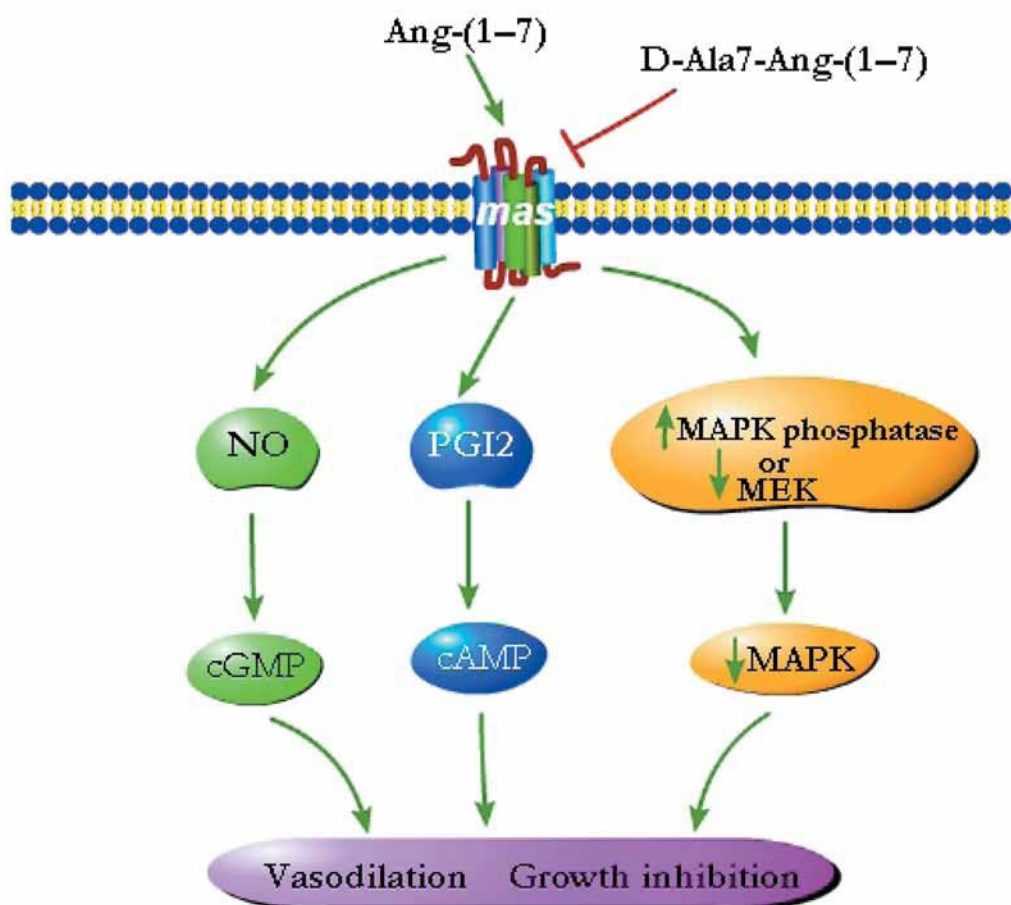 Ang-(1–7)
D-Ala7-Ang-(1–7)
mas
NO
PGI2
MAPK phosphatase
or
MEK
cGMP
cAMP
MAPK
Vasodilation Growth inhibition